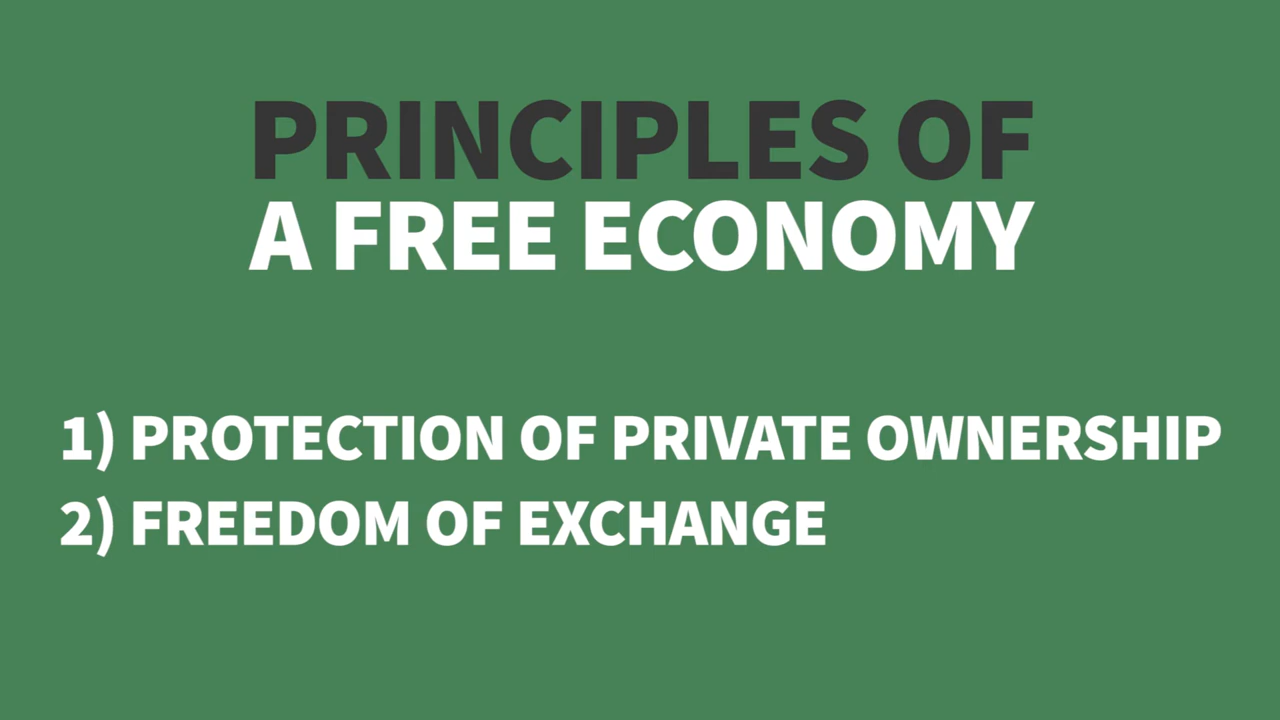 PRINCIPLES OF
A FREE ECONOMY
1) PROTECTION OF PRIVATE OWNERSHIP
2) FREEDOM OF EXCHANGE